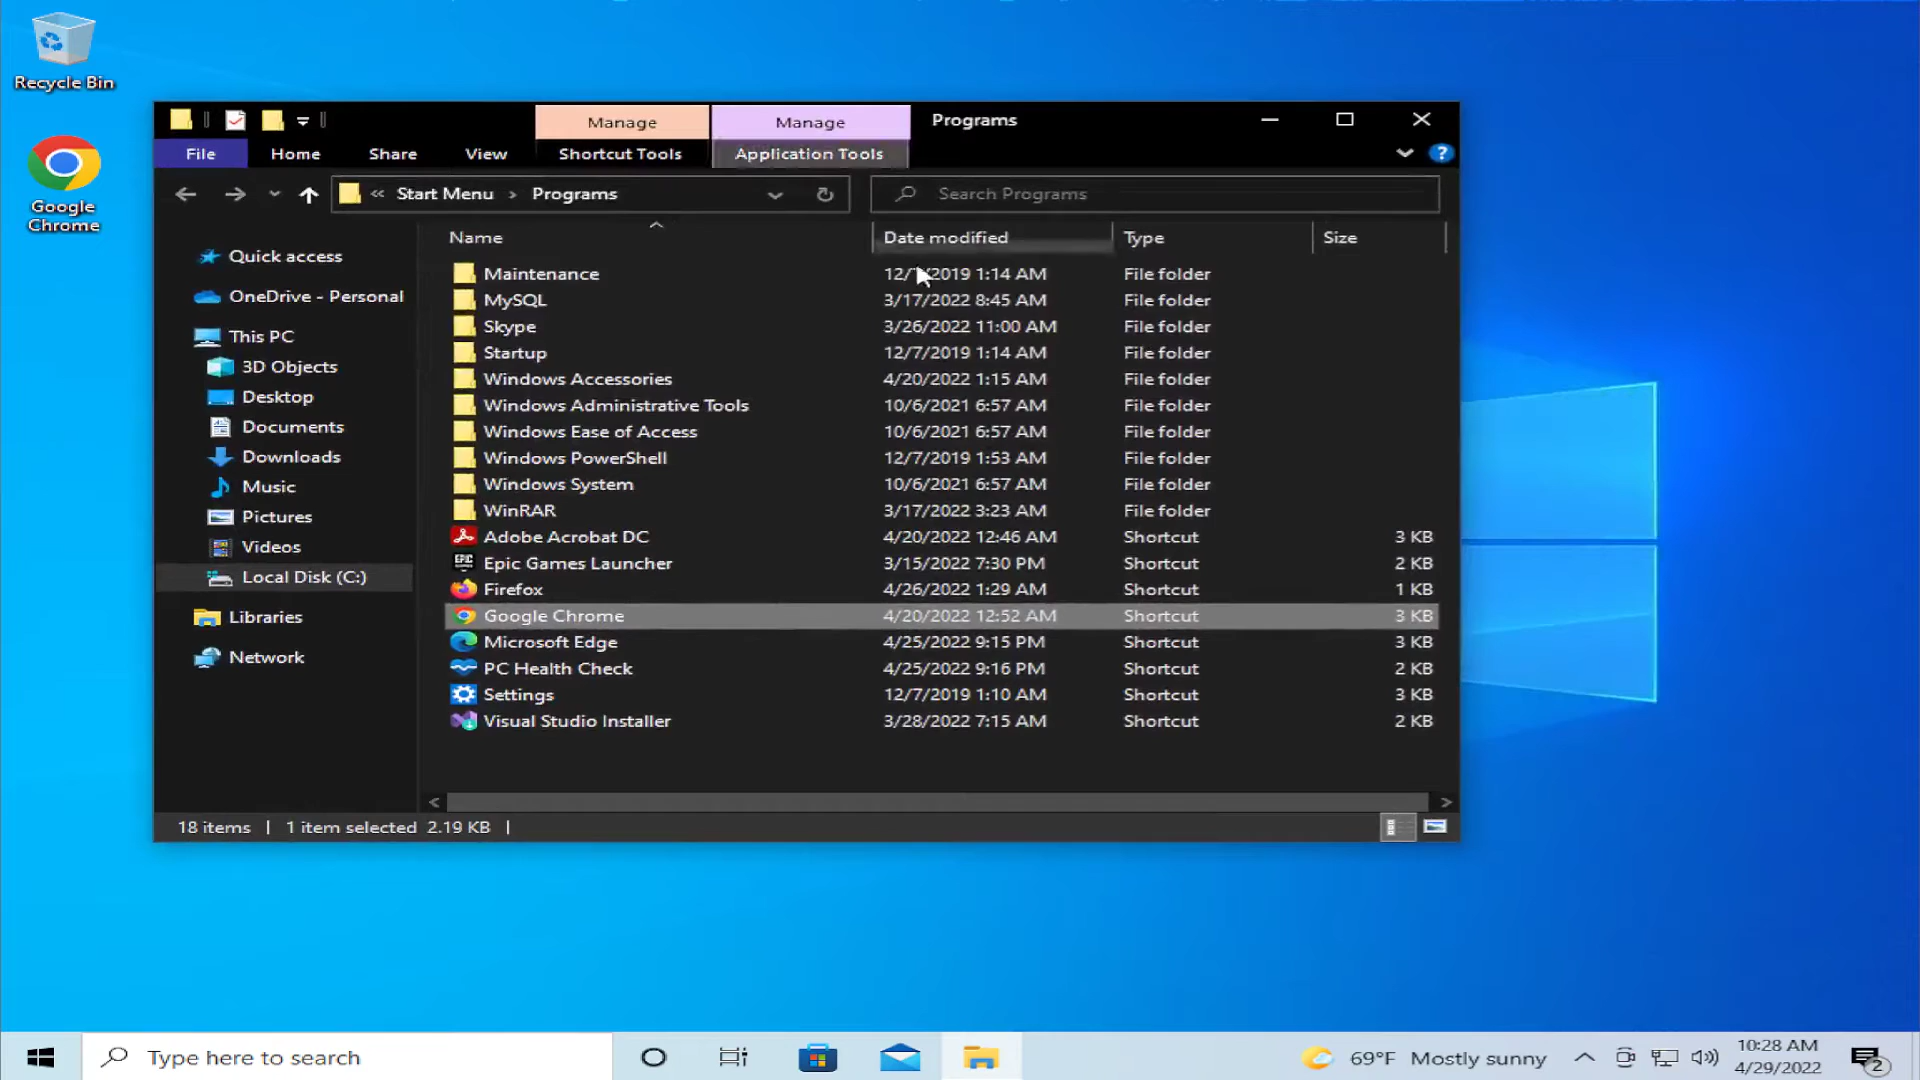 Recycle Bin
Google
Chrome
Manage
Manage
Programs
File
Home
Share
View
Shortcut Tools
Application Tools
?
« Start Menu › Programs
Search Programs
Name
Date modified
Type
Size
Quick access
OneDrive - Personal
This PC
3D Objects
Desktop
Documents
Downloads
Music
Pictures
Videos
Local Disk (C:)
Libraries
Network
Maintenance 12/7/2019 1:14 AM File folder
MySQL 3/17/2022 8:45 AM File folder
Skype 3/26/2022 11:00 AM File folder
Startup 12/7/2019 1:14 AM File folder
Windows Accessories 4/20/2022 1:15 AM File folder
Windows Administrative Tools 10/6/2021 6:57 AM File folder
Windows Ease of Access 10/6/2021 6:57 AM File folder
Windows PowerShell 12/7/2019 1:53 AM File folder
Windows System 10/6/2021 6:57 AM File folder
WinRAR 3/17/2022 3:23 AM File folder
Adobe Acrobat DC 4/20/2022 12:46 AM Shortcut 3 KB
EPIC Epic Games Launcher 3/15/2022 7:30 PM Shortcut 2 KB
Firefox 4/26/2022 1:29 AM Shortcut 1 KB
Google Chrome 4/20/2022 12:52 AM Shortcut 3 KB
Microsoft Edge 4/25/2022 9:15 PM Shortcut 3 KB
PC Health Check 4/25/2022 9:16 PM Shortcut 2 KB
Settings 12/7/2019 1:10 AM Shortcut 3 KB
Visual Studio Installer 3/28/2022 7:15 AM Shortcut 2 KB
18 items | 1 item selected 2.19 KB |
Type here to search
69°F Mostly sunny
10:28 AM
4/29/2022
2